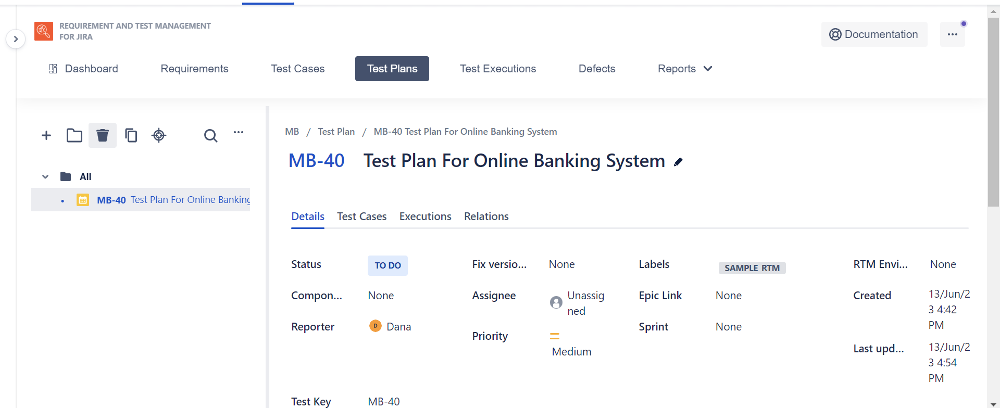 REQUIREMENT AND TEST MANAGEMENT
FOR JIRA
Documentation
Dashboard
Requirements
Test Cases
Test Plans
Test Executions
Defects
Reports
All
MB-40 Test Plan For Online Banking
MB / Test Plan / MB-40 Test Plan For Online Banking System
MB-40 Test Plan For Online Banking System
Details
Test Cases
Executions
Relations
Status
TO DO
Fix versio...
None
Labels
SAMPLE RTM
RTM Envi...
None
Compon...
None
Assignee
Unassig
ned
Epic Link
None
Created
13/Jun/2
3 4:42
PM
Reporter
D
Dana
Priority
Medium
Sprint
None
Last upd...
13/Jun/2
3 4:54
PM
Test Key
MB-40